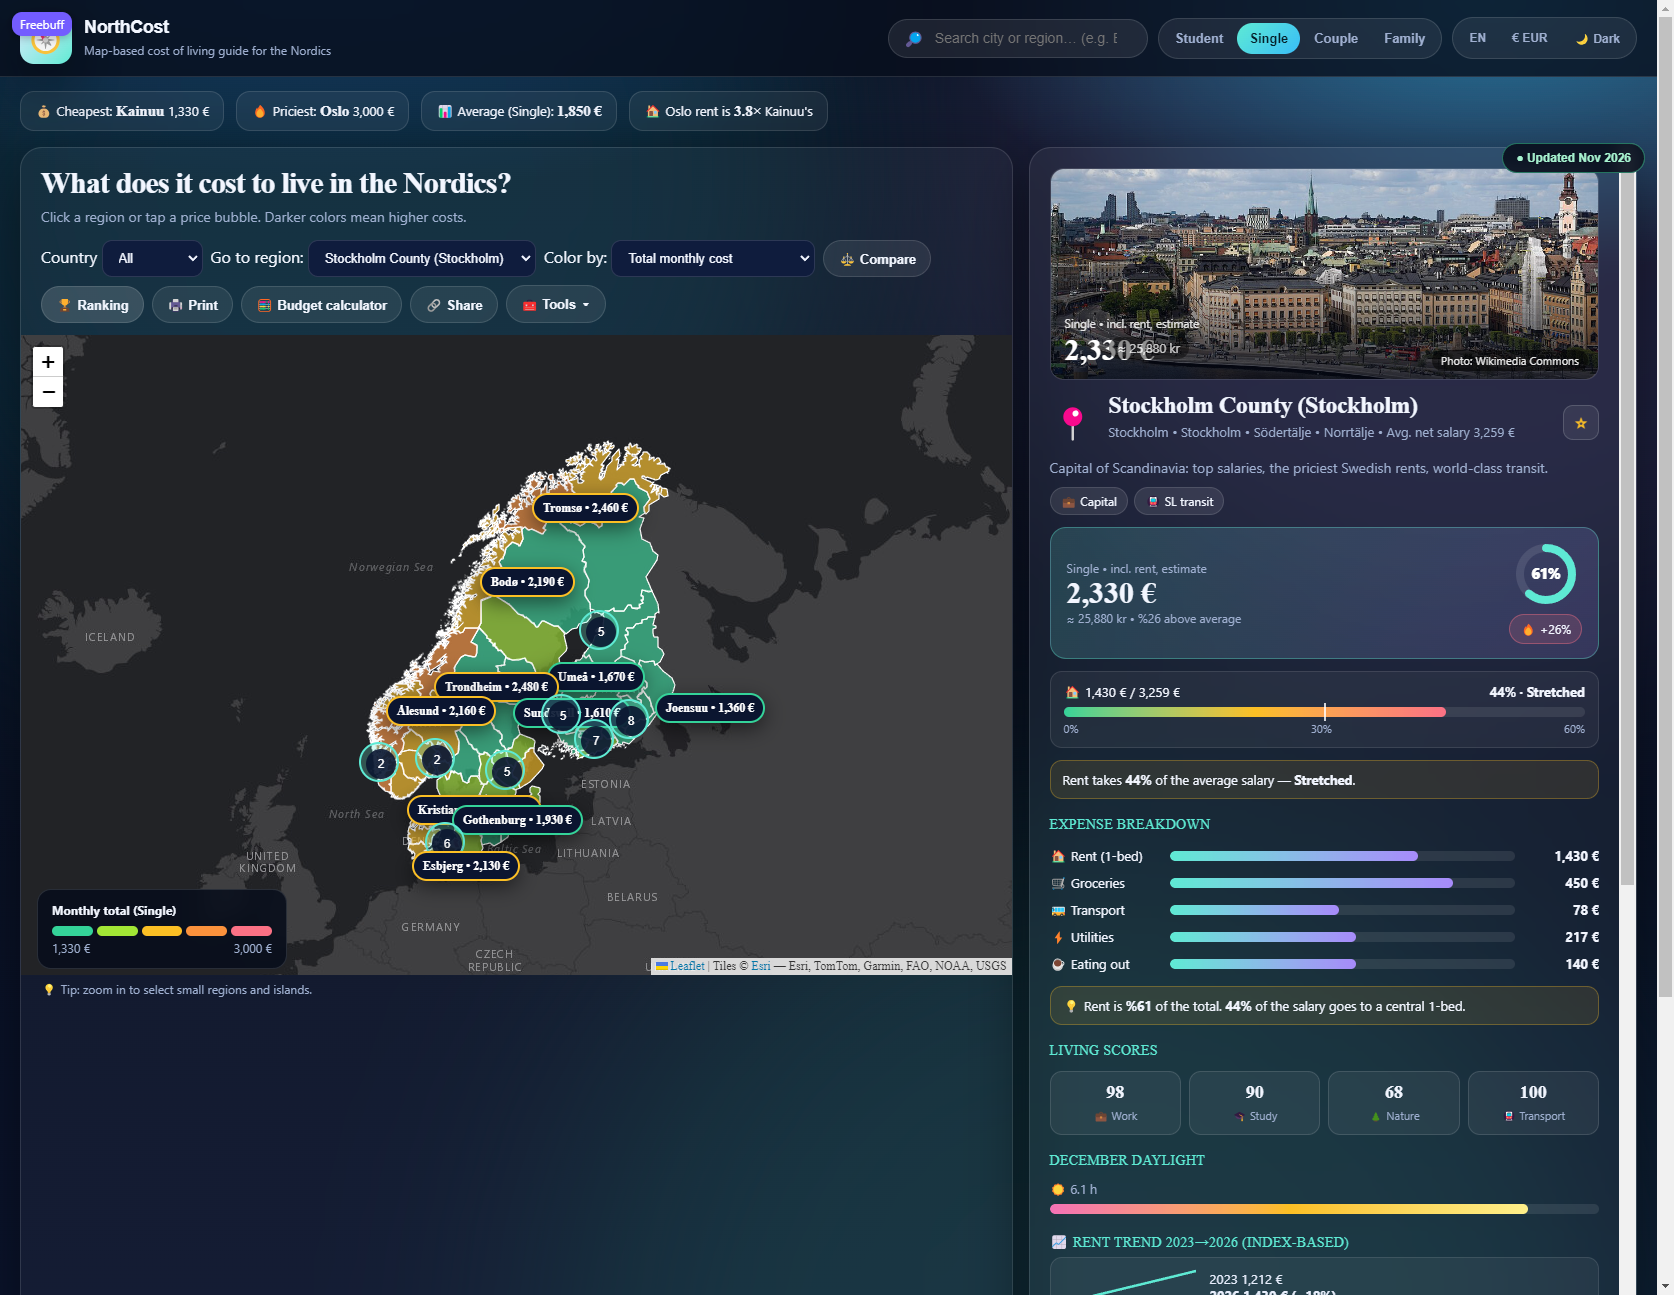 Freebuff
NorthCost
Map-based cost of living guide for the Nordics
Search city or region… (e.g. E
Student Single Couple Family
EN € EUR Dark
Cheapest: Kainuu 1,330 €
Priciest: Oslo 3,000 €
Average (Single): 1,850 €
Oslo rent is 3.8× Kainuu's
What does it cost to live in the Nordics?
Click a region or tap a price bubble. Darker colors mean higher costs.
Country All Go to region: Stockholm County (Stockholm) Color by: Total monthly cost Compare
Ranking Print Budget calculator Share Tools
+
−
Tromsø • 2,460 €
Norwegian Sea
Bodø • 2,190 €
ICELAND
5
Umeå • 1,670 €
Trondheim • 2,480 €
Ålesund • 2,160 €
Sund 1,610 €
5
8
Joensuu • 1,360 €
7
2
2
5
ESTONIA
Kristian
North Sea
Gothenburg • 1,930 €
LATVIA
6
Baltic Sea
LITHUANIA
UNITED
KINGDOM
Esbjerg • 2,130 €
BELARUS
GERMANY
CZECH
REPUBLIC
Monthly total (Single)
1,330 € 3,000 €
Leaflet | Tiles © Esri — Esri, TomTom, Garmin, FAO, NOAA, USGS
Tip: zoom in to select small regions and islands.
• Updated Nov 2026
Single • incl. rent, estimate
2,330 €
≈ 25,880 kr
Photo: Wikimedia Commons
Stockholm County (Stockholm)
Stockholm • Stockholm • Södertälje • Norrtälje • Avg. net salary 3,259 €
Capital of Scandinavia: top salaries, the priciest Swedish rents, world-class transit.
Capital
SL transit
Single • incl. rent, estimate
2,330 €
≈ 25,880 kr • %26 above average
61%
+26%
1,430 € / 3,259 € 44% · Stretched
0% 30% 60%
Rent takes 44% of the average salary — Stretched.
EXPENSE BREAKDOWN
Rent (1-bed) 1,430 €
Groceries 450 €
Transport 78 €
Utilities 217 €
Eating out 140 €
Rent is %61 of the total. 44% of the salary goes to a central 1-bed.
LIVING SCORES
98 90 68 100
Work Study Nature Transport
DECEMBER DAYLIGHT
6.1 h
RENT TREND 2023→2026 (INDEX-BASED)
2023 1,212 €